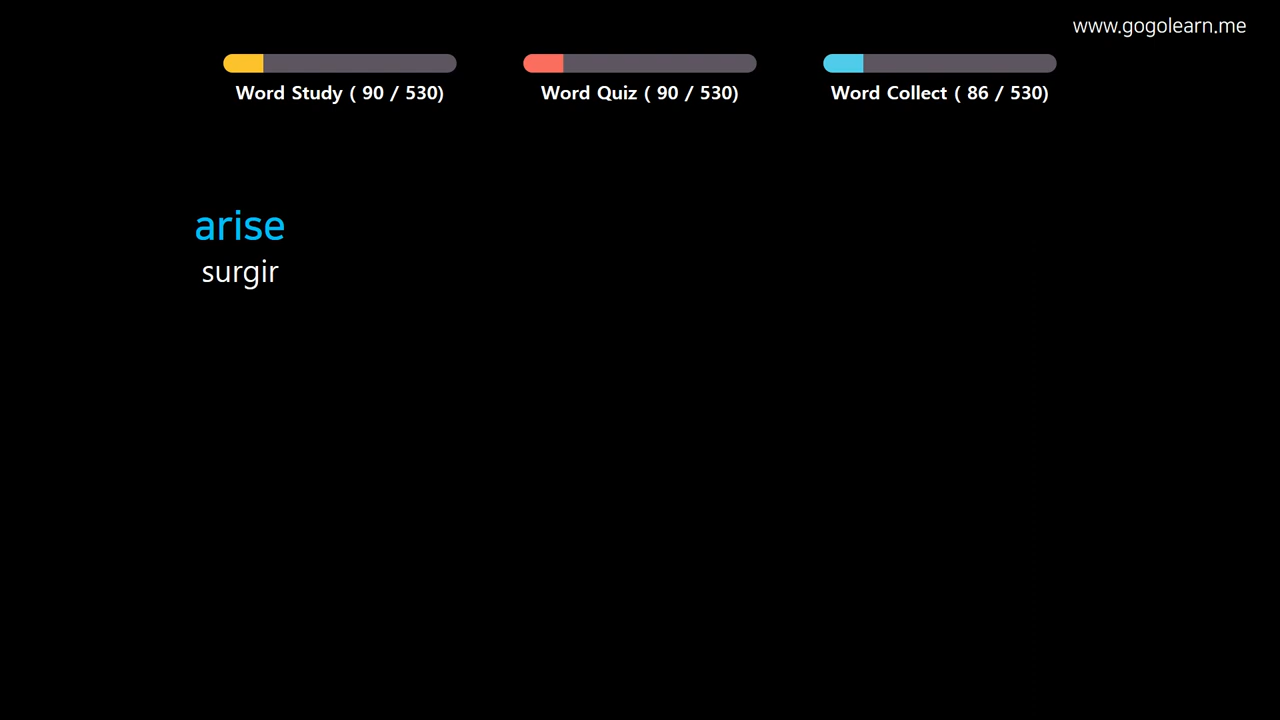 www.gogolearn.me
Word Study ( 90 / 530)
Word Quiz ( 90 / 530)
Word Collect ( 86 / 530)
arise
surgir